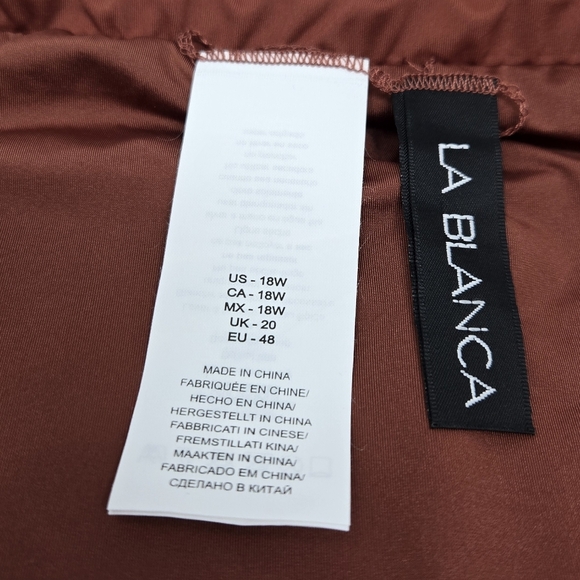 US - 18W
CA - 18W
MX - 18W
UK - 20
EU - 48
MADE IN CHINA
FABRIQUÉE EN CHINE/
HECHO EN CHINA/
HERGESTELLT IN CHINA
FABBRICATI IN CINESE/
FREMSTILLATI KINA/
MAAKTEN IN CHINA/
FABRICADO EM CHINA/
СДЕЛАНО В КИТАЙ
LA BLANCA